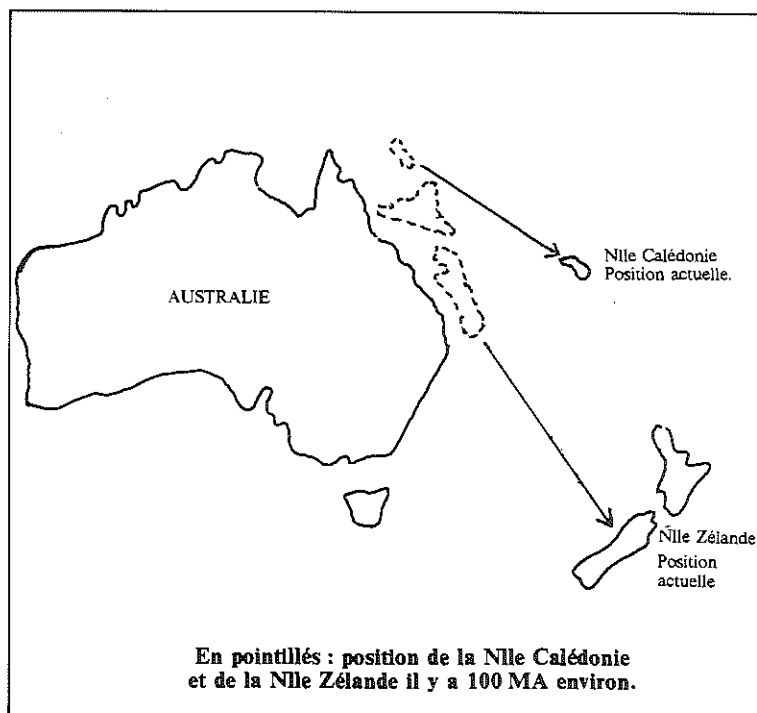 Nlle Calédonie
Position actuelle.
AUSTRALIE
Nlle Zélande
Position
actuelle
En pointillés : position de la Nlle Calédonie
et de la Nlle Zélande il y a 100 MA environ.